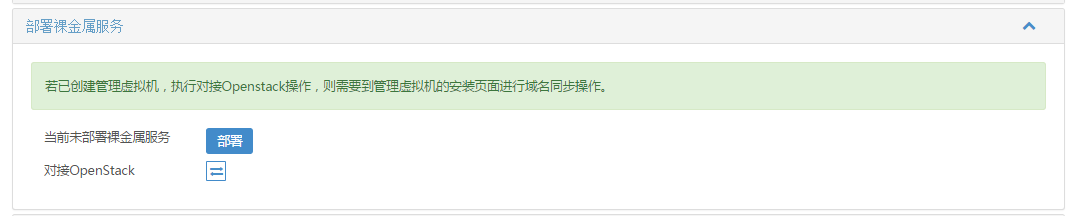 部署裸金属服务
若已创建管理虚拟机，执行对接Openstack操作，则需要到管理虚拟机的安装页面进行域名同步操作。
当前未部署裸金属服务 部署
对接OpenStack